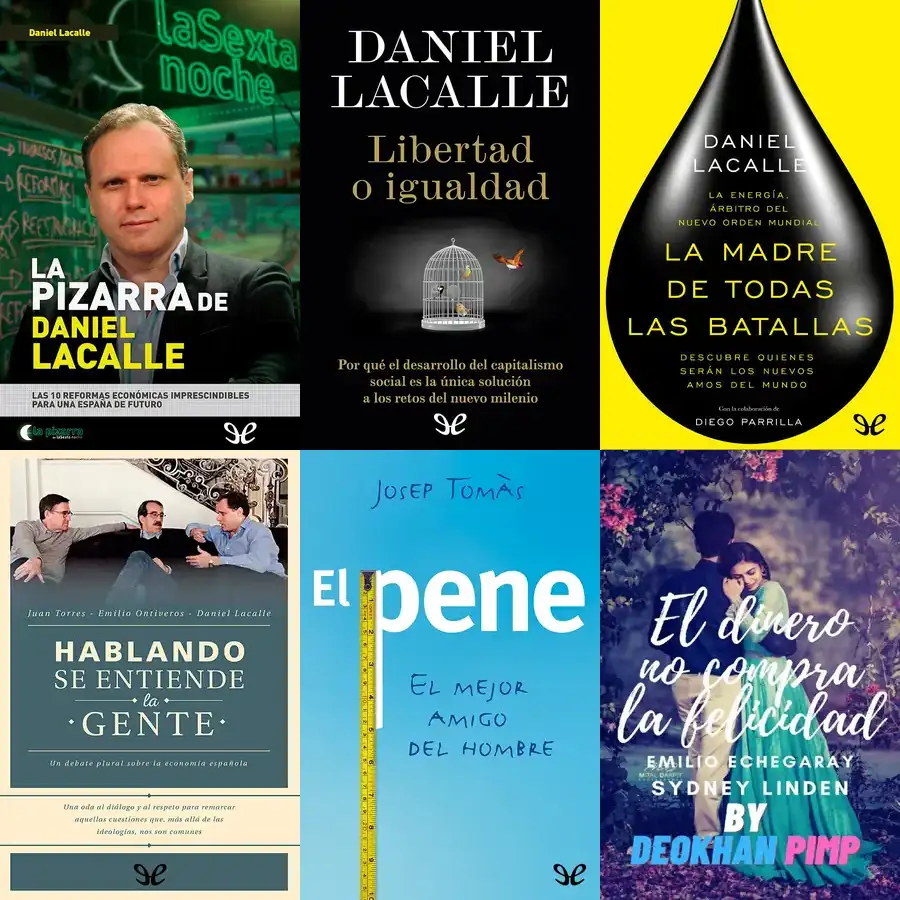 Daniel Lacalle
laSexta
noche
INGRESOS/GA
REFORMAS
LA
PIZARRA DE
DANIEL
LACALLE
LAS 10 REFORMAS ECONÓMICAS IMPRESCINDIBLES
PARA UNA ESPAÑA DE FUTURO
la pizarra
DANIEL
LACALLE
Libertad
o igualdad
Por qué el desarrollo del capitalismo
social es la única solución
a los retos del nuevo milenio
DANIEL
LACALLE
LA ENERGÍA,
ÁRBITRO DEL
NUEVO ORDEN MUNDIAL
LA MADRE
DE TODAS
LAS BATALLAS
DESCUBRE QUIENES
SERÁN LOS NUEVOS
AMOS DEL MUNDO
Con la colaboración de
DIEGO PARRILLA
Juan Torres - Emilio Ontiveros - Daniel Lacalle
HABLANDO
SE ENTIENDE
la
GENTE
Un debate plural sobre la economía española
Una oda al diálogo y al respeto para remarcar
aquellas cuestiones que, más allá de las
ideologías, nos son comunes
JOSEP TOMÀS
El pene
EL MEJOR
AMIGO
DEL HOMBRE
El dinero
no compra
la felicidad
EMILIO ECHEGARAY
SYDNEY LINDEN
BY
DEOKHAN PIMP